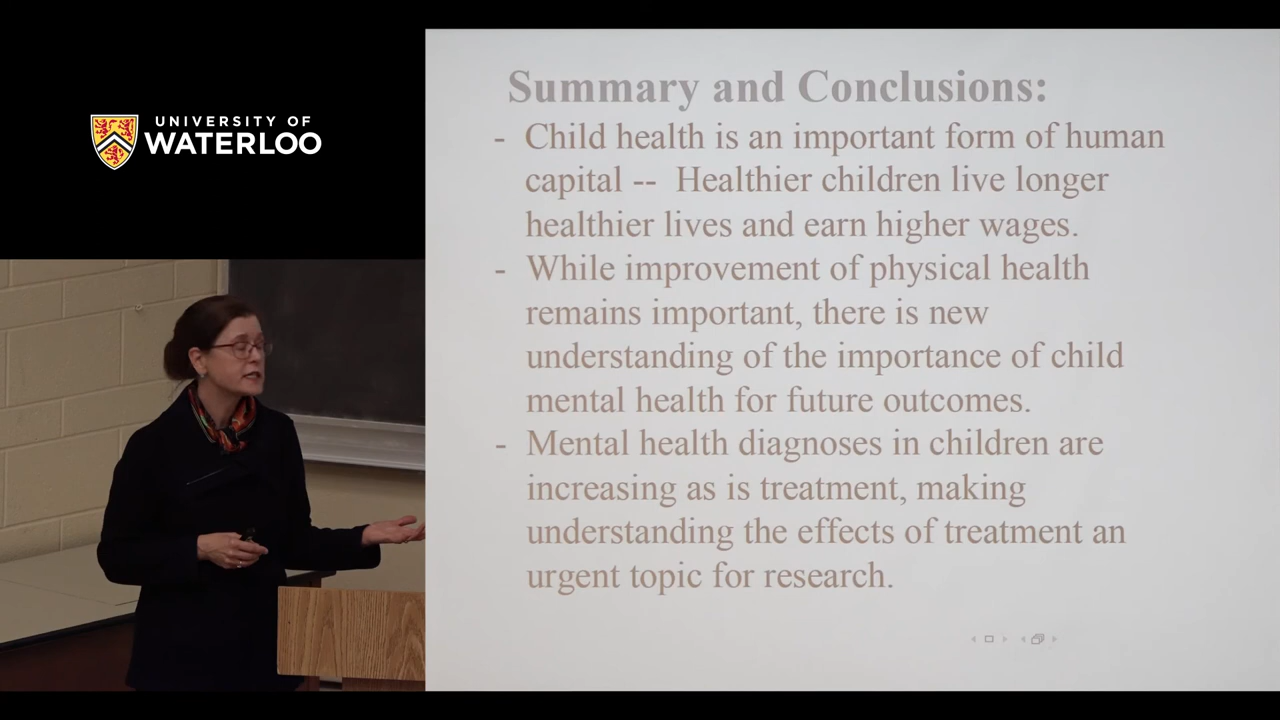 UNIVERSITY OF
WATERLOO
Summary and Conclusions:
- Child health is an important form of human
capital -- Healthier children live longer
healthier lives and earn higher wages.
- While improvement of physical health
remains important, there is new
understanding of the importance of child
mental health for future outcomes.
- Mental health diagnoses in children are
increasing as is treatment, making
understanding the effects of treatment an
urgent topic for research.